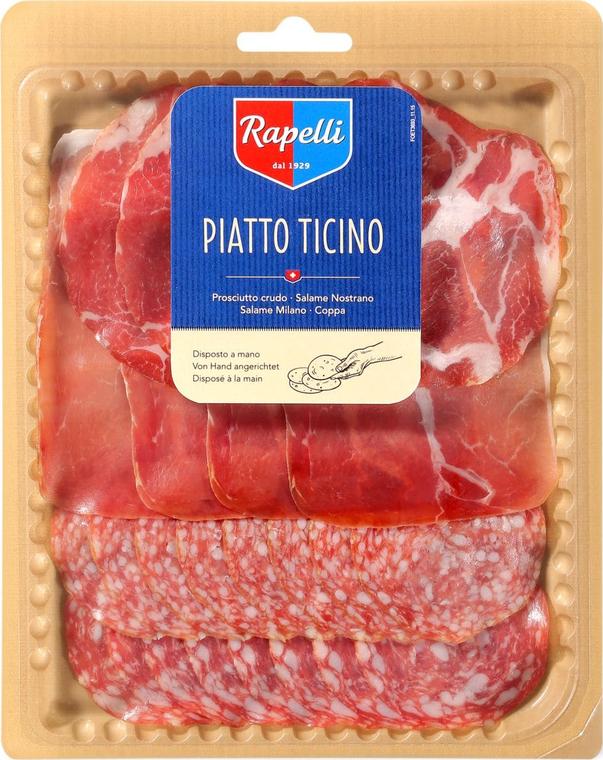 Rapelli
dal 1929
PIATTO TICINO
Prosciutto crudo · Salame Nostrano
Salame Milano · Coppa
Disposto a mano
Von Hand angerichtet
Disposé à la main